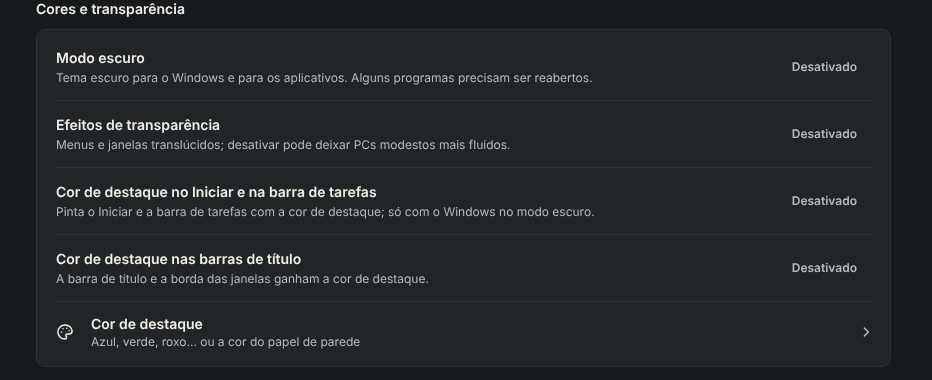 Cores e transparência
Modo escuro
Tema escuro para o Windows e para os aplicativos. Alguns programas precisam ser reabertos.
Desativado
Efeitos de transparência
Menus e janelas translúcidos; desativar pode deixar PCs modestos mais fluidos.
Desativado
Cor de destaque no Iniciar e na barra de tarefas
Pinta o Iniciar e a barra de tarefas com a cor de destaque; só com o Windows no modo escuro.
Desativado
Cor de destaque nas barras de título
A barra de título e a borda das janelas ganham a cor de destaque.
Desativado
Cor de destaque
Azul, verde, roxo... ou a cor do papel de parede